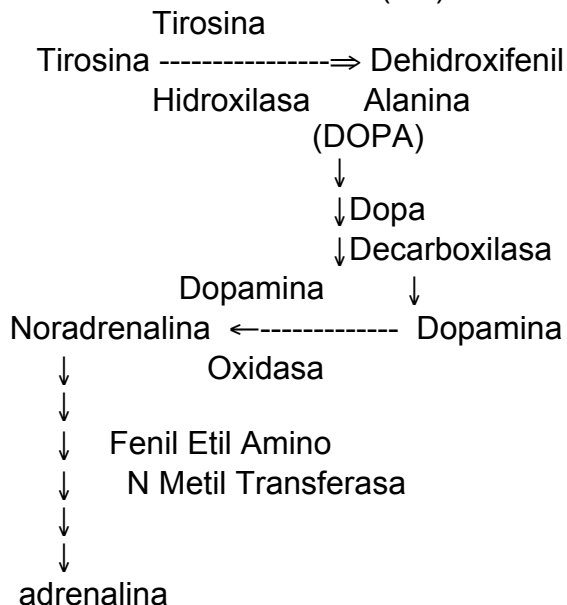 Tirosina
Tirosina ----------------⇒ Dehidroxifenil
Hidroxilasa Alanina
(DOPA)
↓
↓Dopa
↓Decarboxilasa
Dopamina ↓
Noradrenalina ←------------- Dopamina
↓ Oxidasa
↓
↓ Fenil Etil Amino
↓ N Metil Transferasa
↓
↓
adrenalina